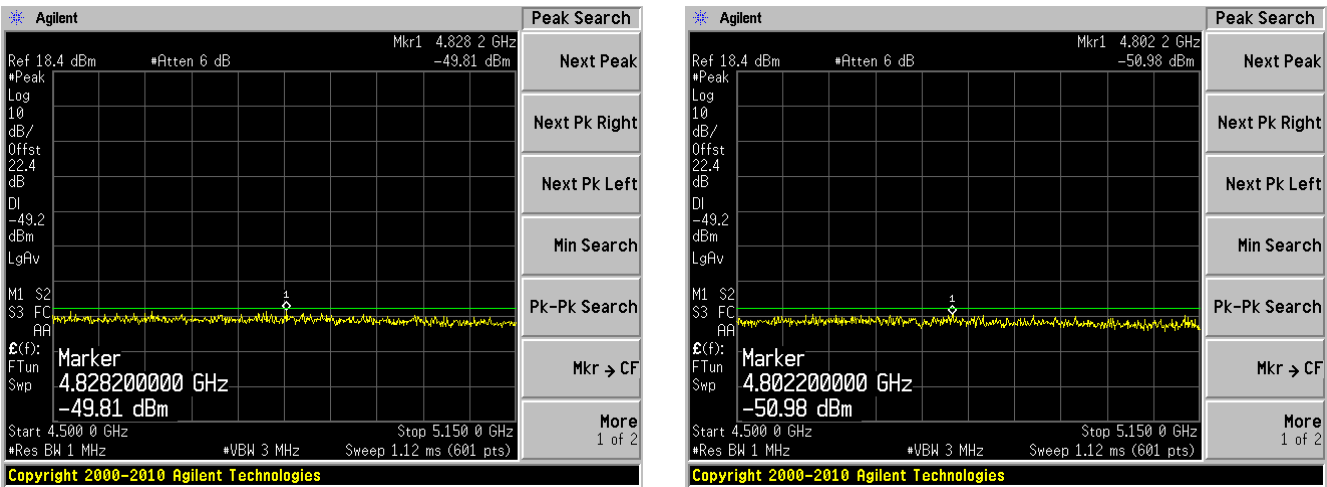 Agilent
Peak Search
Mkr1 4.828 2 GHz
Ref 18.4 dBm #Atten 6 dB -49.81 dBm
#Peak
Log
10
dB/
Offst
22.4
dB
DI
-49.2
dBm
LgAv
M1 S2
S3 FC
AA
£(f):
FTun
Swp
1
Marker
4.828200000 GHz
-49.81 dBm
Start 4.500 0 GHz Stop 5.150 0 GHz
#Res BW 1 MHz #VBW 3 MHz Sweep 1.12 ms (601 pts)
Next Peak
Next Pk Right
Next Pk Left
Min Search
Pk-Pk Search
Mkr → CF
More
1 of 2
Copyright 2000-2010 Agilent Technologies
Agilent
Peak Search
Mkr1 4.802 2 GHz
Ref 18.4 dBm #Atten 6 dB -50.98 dBm
#Peak
Log
10
dB/
Offst
22.4
dB
DI
-49.2
dBm
LgAv
M1 S2
S3 FC
AA
£(f):
FTun
Swp
1
Marker
4.802200000 GHz
-50.98 dBm
Start 4.500 0 GHz Stop 5.150 0 GHz
#Res BW 1 MHz #VBW 3 MHz Sweep 1.12 ms (601 pts)
Next Peak
Next Pk Right
Next Pk Left
Min Search
Pk-Pk Search
Mkr → CF
More
1 of 2
Copyright 2000-2010 Agilent Technologies